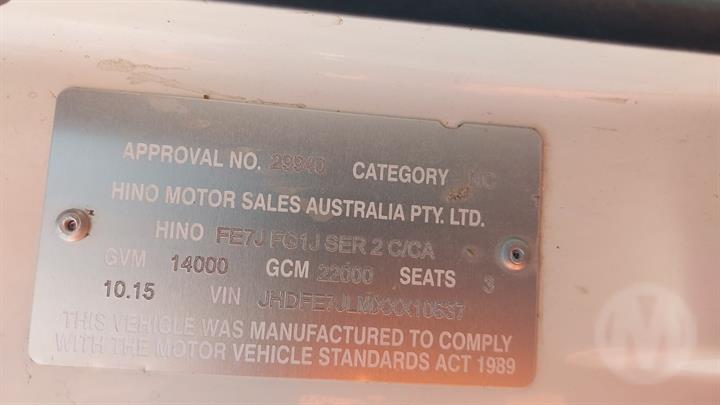 APPROVAL NO. 29940 CATEGORY NC
HINO MOTOR SALES AUSTRALIA PTY. LTD.
HINO FE7J FG1J SER 2 C/CA
GVM 14000 GCM 22000 SEATS 3
10.15 VIN JHDFE7JLMXXX10537
THIS VEHICLE WAS MANUFACTURED TO COMPLY
WITH THE MOTOR VEHICLE STANDARDS ACT 1989
M